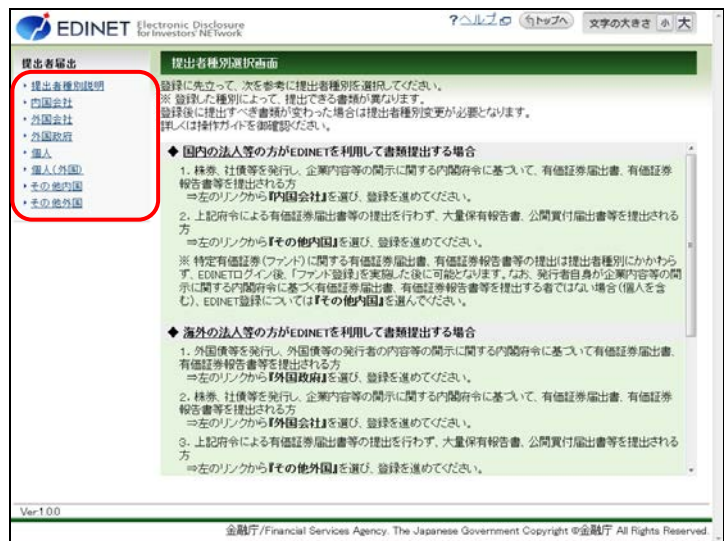 EDINET Electronic Disclosure
for Investors' NETwork
?ヘルプ トップへ 文字の大きさ 小 大
提出者届出
・提出者種別説明
・内国会社
・外国会社
・外国政府
・個人
・個人(外国)
・その他内国
・その他外国
提出者種別選択画面
登録に先立って、次を参考に提出者種別を選択してください。
※ 登録した種別によって、提出できる書類が異なります。
登録後に提出すべき書類が変わった場合は提出者種別変更が必要となります。
詳しくは操作ガイドを御確認ください。
◆ 国内の法人等の方がEDINETを利用して書類提出する場合
1. 株券、社債等を発行し、企業内容等の開示に関する内閣府令に基づいて、有価証券届出書、有価証券
報告書等を提出される方
⇒左のリンクから『内国会社』を選び、登録を進めてください。
2. 上記府令による有価証券届出書等の提出を行わず、大量保有報告書、公開買付届出書等を提出される
方
⇒左のリンクから『その他内国』を選び、登録を進めてください。
※ 特定有価証券(ファンド)に関する有価証券届出書、有価証券報告書等の提出は提出者種別にかかわら
ず、EDINETログイン後、「ファンド登録」を実施した後に可能となります。なお、発行者自身が企業内容等の開
示に関する内閣府令に基づく有価証券届出書、有価証券報告書等を提出する者ではない場合(個人を含
む)、EDINET登録については『その他内国』を選んでください。
◆ 海外の法人等の方がEDINETを利用して書類提出する場合
1. 外国債等を発行し、外国債等の発行者の内容等の開示に関する内閣府令に基づいて有価証券届出書、
有価証券報告書等を提出される方
⇒左のリンクから『外国政府』を選び、登録を進めてください。
2. 株券、社債等を発行し、企業内容等の開示に関する内閣府令に基づいて、有価証券届出書、有価証券
報告書等を提出される方
⇒左のリンクから『外国会社』を選び、登録を進めてください。
3. 上記府令による有価証券届出書等の提出を行わず、大量保有報告書、公開買付届出書等を提出される
方
⇒左のリンクから『その他外国』を選び、登録を進めてください。
Ver.1.0.0
金融庁/Financial Services Agency. The Japanese Government Copyright ©金融庁 All Rights Reserved.